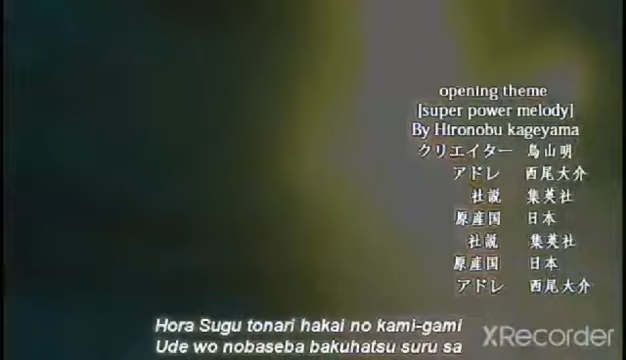 opening theme
[super power melody]
By Hironobu kageyama
クリエイター 鳥山明
アドレ 西尾大介
社説 集英社
原産国 日本
社説 集英社
原産国 日本
アドレ 西尾大介
Hora Sugu tonari hakai no kami-gami
Ude wo nobaseba bakuhatsu suru sa
XRecorder